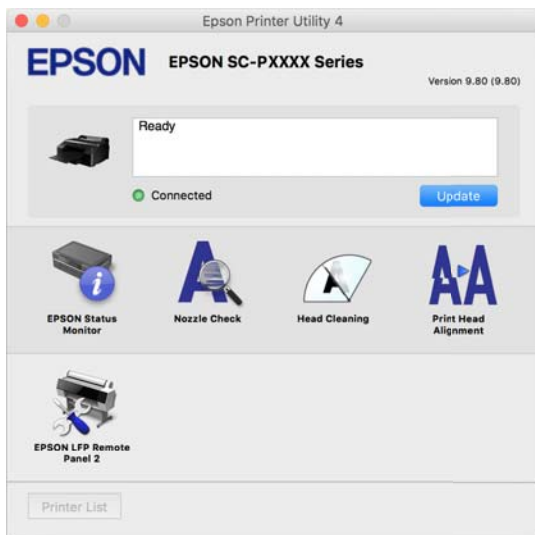 Epson Printer Utility 4
EPSON
EPSON SC-PXXXX Series
Version 9.80 (9.80)
Ready
Connected
Update
EPSON Status
Monitor
Nozzle Check
Head Cleaning
Print Head
Alignment
EPSON LFP Remote
Panel 2
Printer List